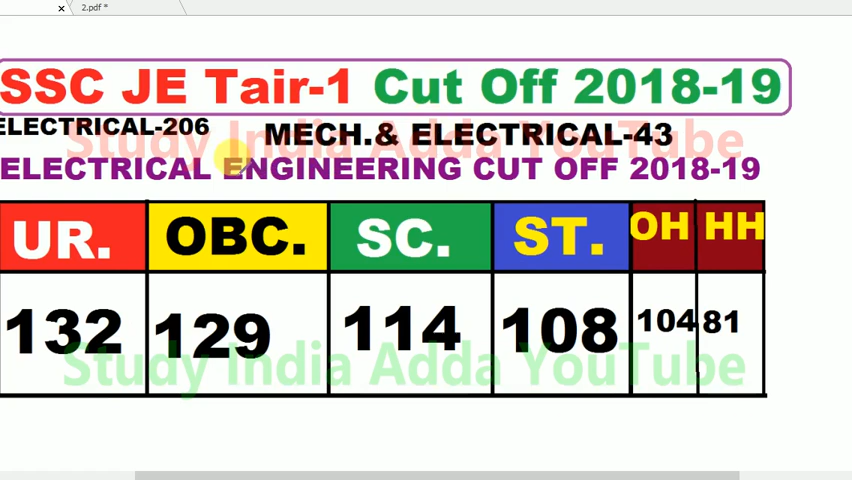 2.pdf *
SSC JE Tair-1 Cut Off 2018-19
ELECTRICAL-206 MECH.& ELECTRICAL-43
Study India Adda YouTube
ELECTRICAL ENGINEERING CUT OFF 2018-19
UR. OBC. SC. ST. OH HH
132 129 114 108 104 81
Study India Adda YouTube